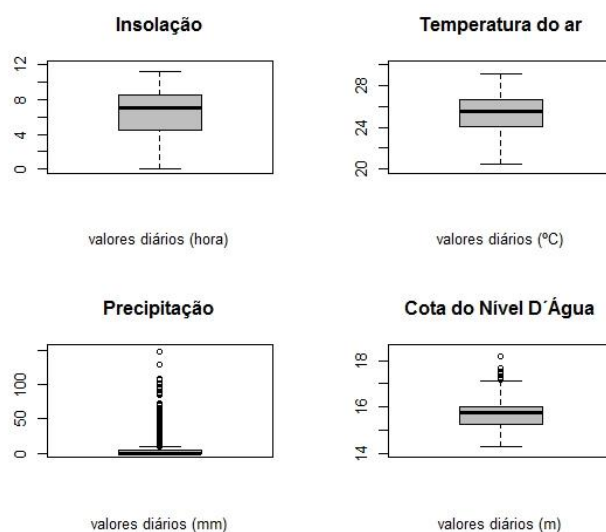 Insolação
12
8
4
0
valores diários (hora)
Temperatura do ar
28
24
20
valores diários (ºC)
Precipitação
100
50
0
valores diários (mm)
Cota do Nível D´Água
18
16
14
valores diários (m)